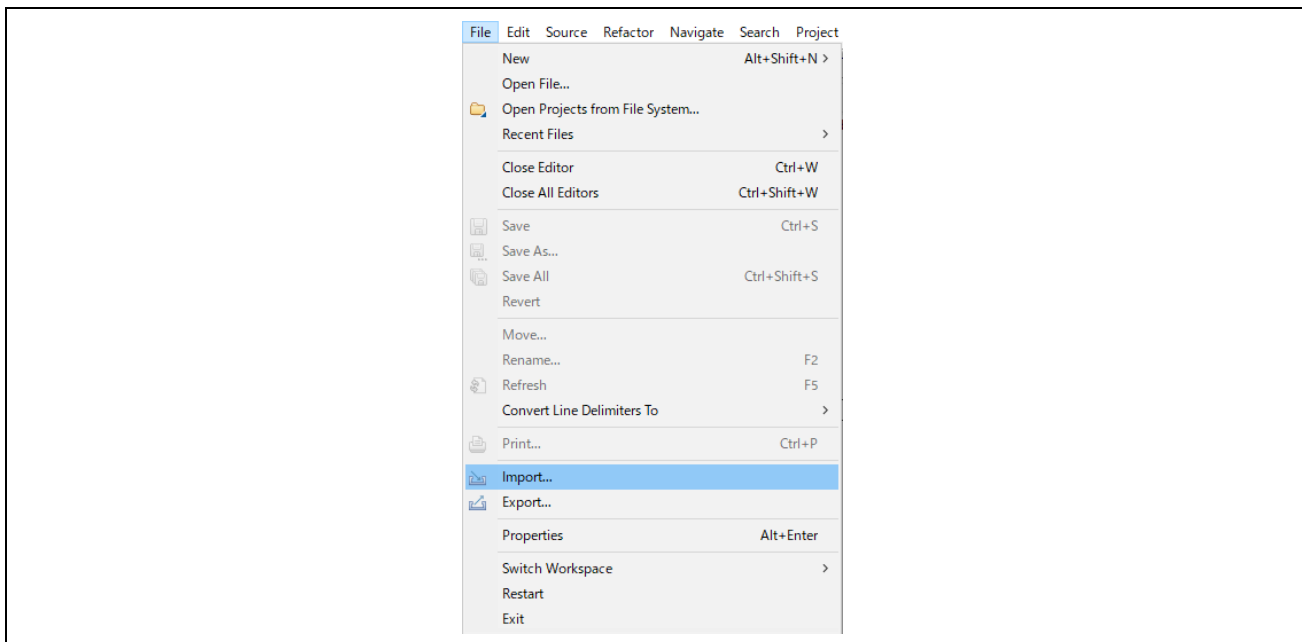 File Edit Source Refactor Navigate Search Project
New Alt+Shift+N >
Open File...
Open Projects from File System...
Recent Files >
Close Editor Ctrl+W
Close All Editors Ctrl+Shift+W
Save Ctrl+S
Save As...
Save All Ctrl+Shift+S
Revert
Move...
Rename... F2
Refresh F5
Convert Line Delimiters To >
Print... Ctrl+P
Import...
Export...
Properties Alt+Enter
Switch Workspace >
Restart
Exit